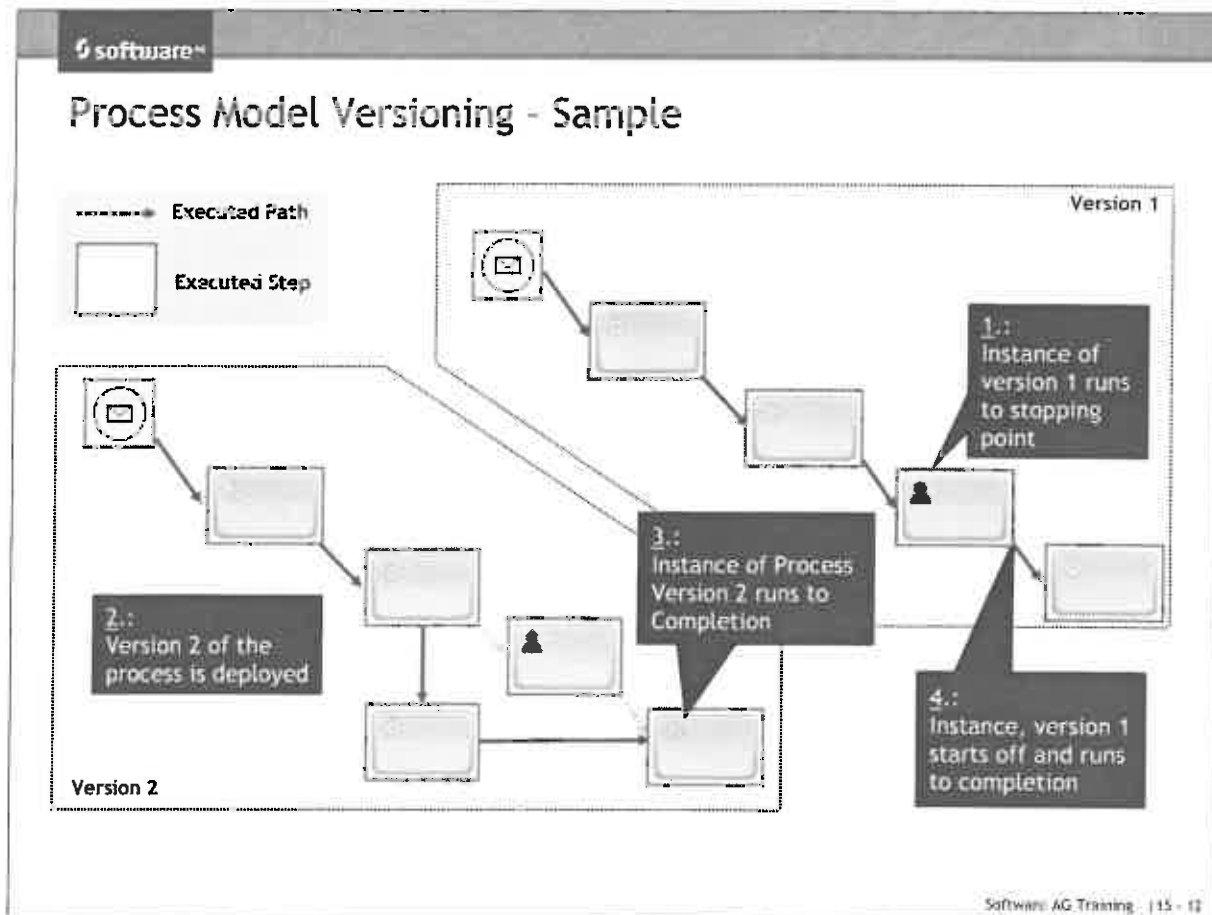 software
Process Model Versioning - Sample
Executed Path
Executed Step
Version 1
1.:
Instance of
version 1 runs
to stopping
point
2.:
Version 2 of the
process is deployed
3.:
Instance of Process
Version 2 runs to
Completion
4.:
Instance, version 1
starts off and runs
to completion
Version 2
Software AG Training | 15 - 12